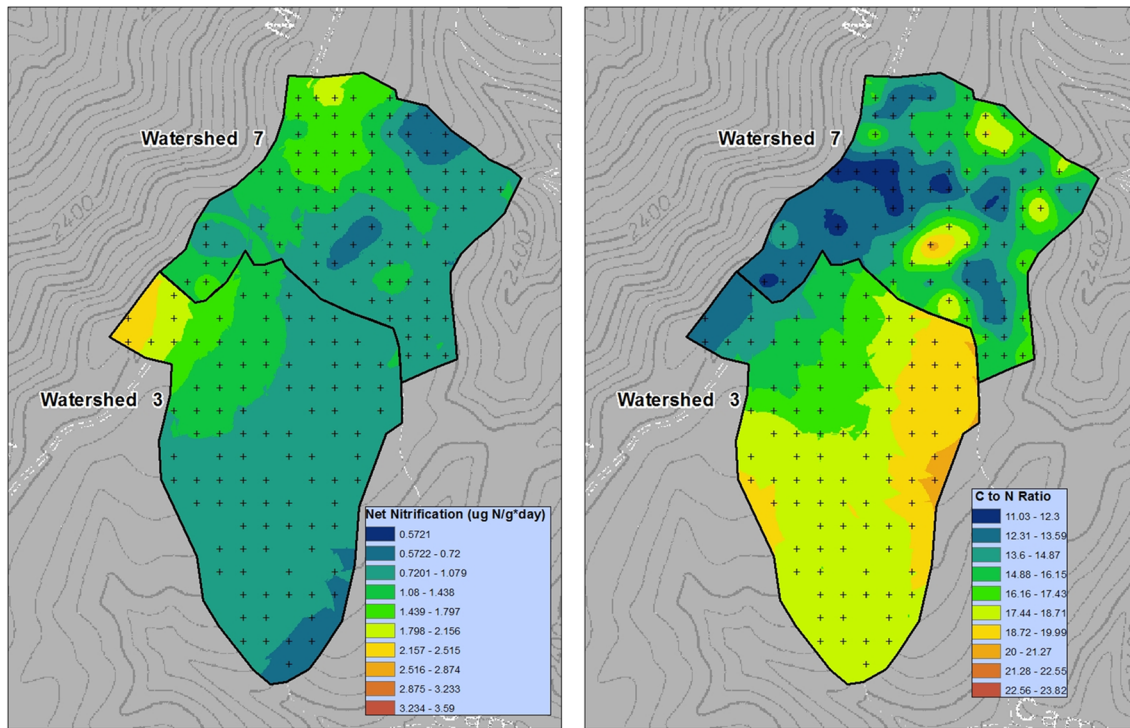 Watershed 7
2400
2400
Watershed 3
Net Nitrification (ug N/g*day)
0.5721
0.5722 - 0.72
0.7201 - 1.079
1.08 - 1.438
1.439 - 1.797
1.798 - 2.156
2.157 - 2.515
2.516 - 2.874
2.875 - 3.233
3.234 - 3.59
Watershed 7
2400
2400
Watershed 3
C to N Ratio
11.03 - 12.3
12.31 - 13.59
13.6 - 14.87
14.88 - 16.15
16.16 - 17.43
17.44 - 18.71
18.72 - 19.99
20 - 21.27
21.28 - 22.55
22.56 - 23.82